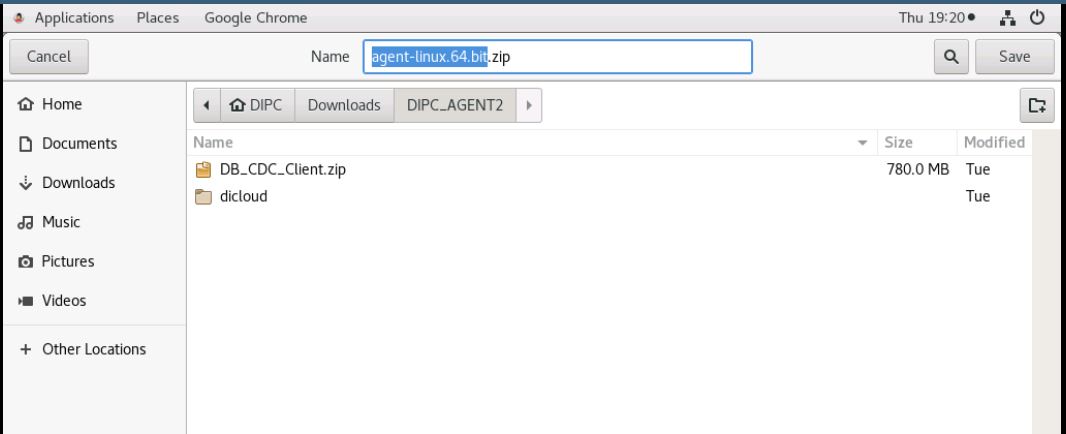 Applications Places Google Chrome Thu 19:20
Cancel Name agent-linux.64.bit.zip Save
Home
Documents
Downloads
Music
Pictures
Videos
Other Locations
DIPC Downloads DIPC_AGENT2
Name Size Modified
DB_CDC_Client.zip 780.0 MB Tue
dicloud Tue